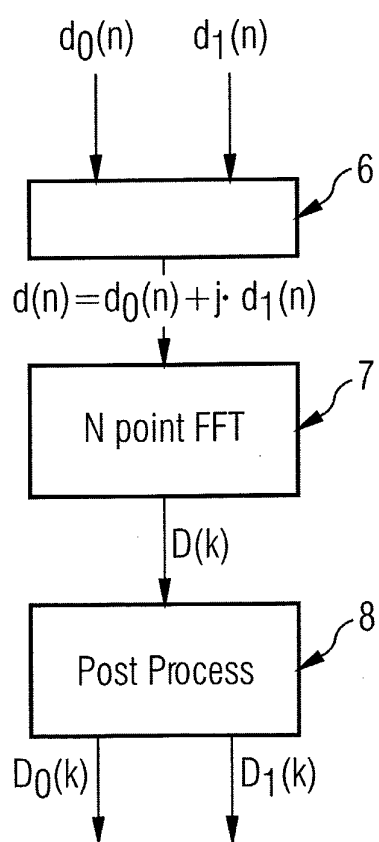 d₀(n) d₁(n)
6
d(n)=d₀(n)+j· d₁(n)
7
N point FFT
D(k)
8
Post Process
D₀(k) D₁(k)